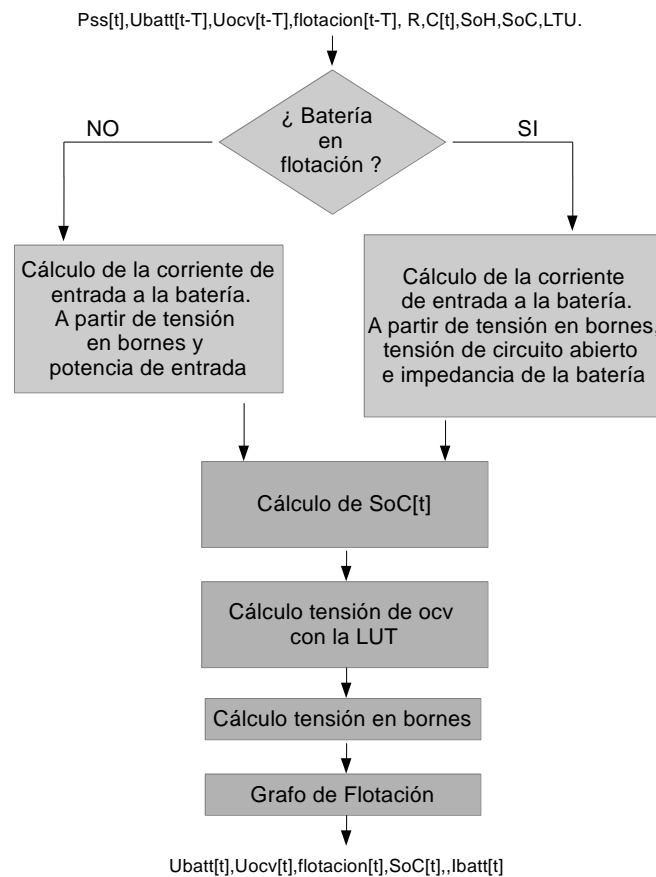 Pss[t],Ubatt[t-T],Uocv[t-T],flotacion[t-T], R,C[t],SoH,SoC,LTU.
¿ Batería
en
flotación ?
NO
SI
Cálculo de la corriente de
entrada a la batería.
A partir de tensión
en bornes y
potencia de entrada
Cálculo de la corriente
de entrada a la batería.
A partir de tensión en bornes,
tensión de circuito abierto
e impedancia de la batería
Cálculo de SoC[t]
Cálculo tensión de ocv
con la LUT
Cálculo tensión en bornes
Grafo de Flotación
Ubatt[t],Uocv[t],flotacion[t],SoC[t],,Ibatt[t]